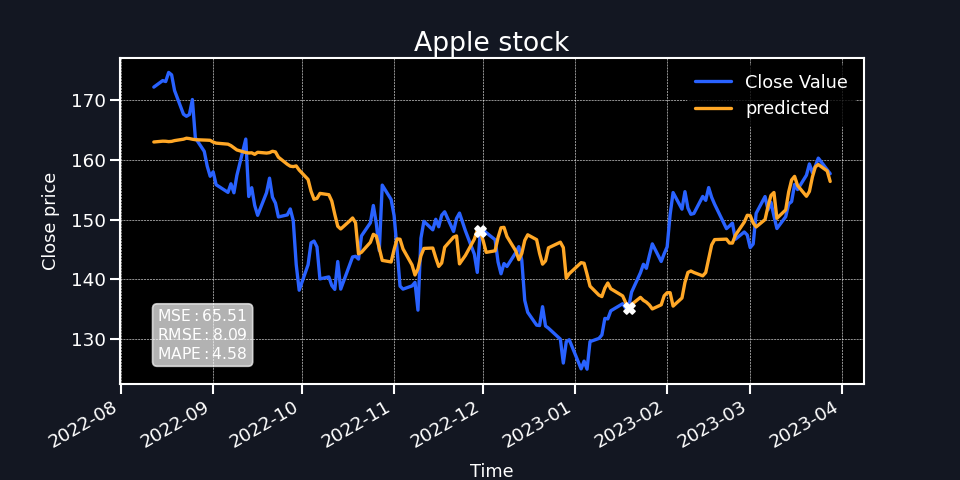 Apple stock
Close Value
predicted
Close price
170
160
150
140
130
MSE : 65.51
RMSE : 8.09
MAPE : 4.58
2022-08
2022-09
2022-10
2022-11
2022-12
2023-01
2023-02
2023-03
2023-04
Time